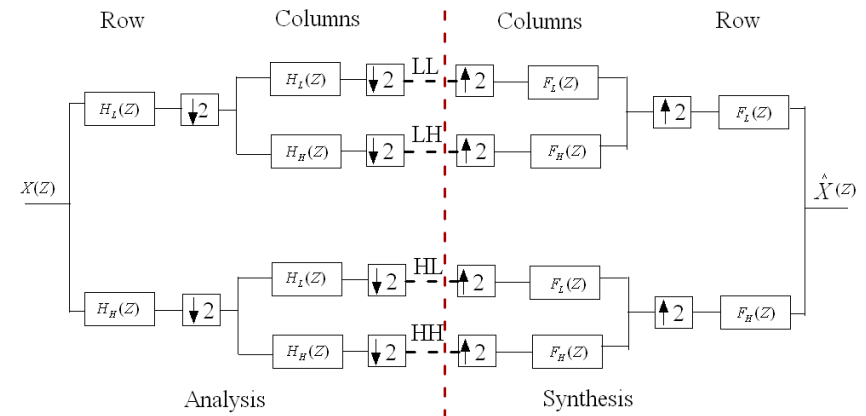 Row Columns Columns Row
LL
H_L(Z) ↓2 ↑2 F_L(Z)
H_L(Z) ↓2 ↑2 F_L(Z)
LH
H_H(Z) ↓2 ↑2 F_H(Z)
X(Z) X̂(Z)
HL
H_L(Z) ↓2 ↑2 F_L(Z)
H_H(Z) ↓2 ↑2 F_H(Z)
HH
H_H(Z) ↓2 ↑2 F_H(Z)
Analysis Synthesis